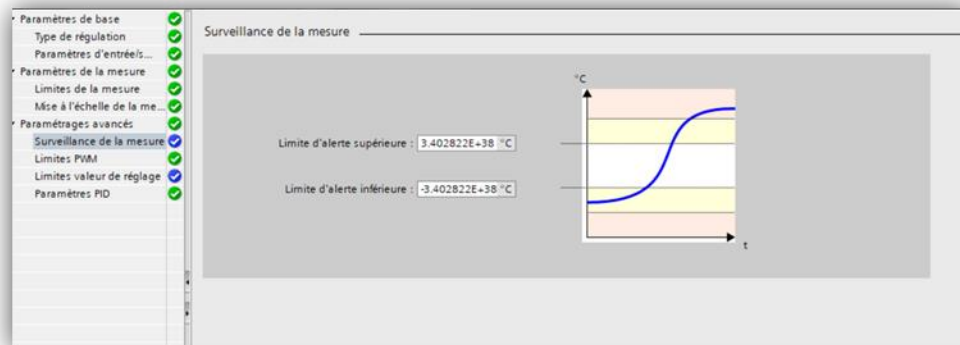 Paramètres de base
Type de régulation
Paramètres d'entrée/s...
Paramètres de la mesure
Limites de la mesure
Mise à l'échelle de la me...
Paramétrages avancés
Surveillance de la mesure
Limites PWM
Limites valeur de réglage
Paramètres PID
Surveillance de la mesure
°C
Limite d'alerte supérieure : 3.402822E+38 °C
Limite d'alerte inférieure : -3.402822E+38 °C
t